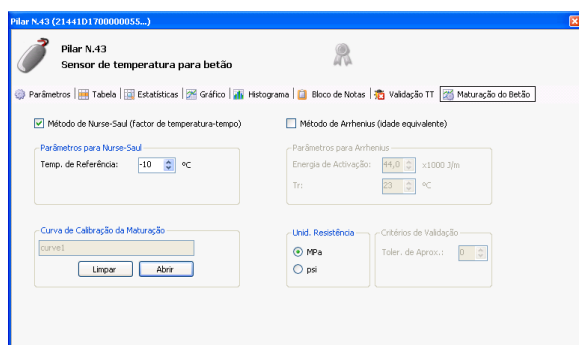 Pilar N.43 (21441D1700000055...)
Pilar N.43
Sensor de temperatura para betão
Parâmetros Tabela Estatísticas Gráfico Histograma Bloco de Notas Validação TT Maturação do Betão
Método de Nurse-Saul (factor de temperatura-tempo) Método de Arrhenius (idade equivalente)
Parâmetros para Nurse-Saul Parâmetros para Arrhenius
Temp. de Referência: -10 ºC Energia de Activação: 44,0 x1000 J/m
Tr: 23 ºC
Curva de Calibração da Maturação Unid. Resistência Critérios de Validação
curve1 MPa Toler. de Aprox.: 0
Limpar Abrir psi